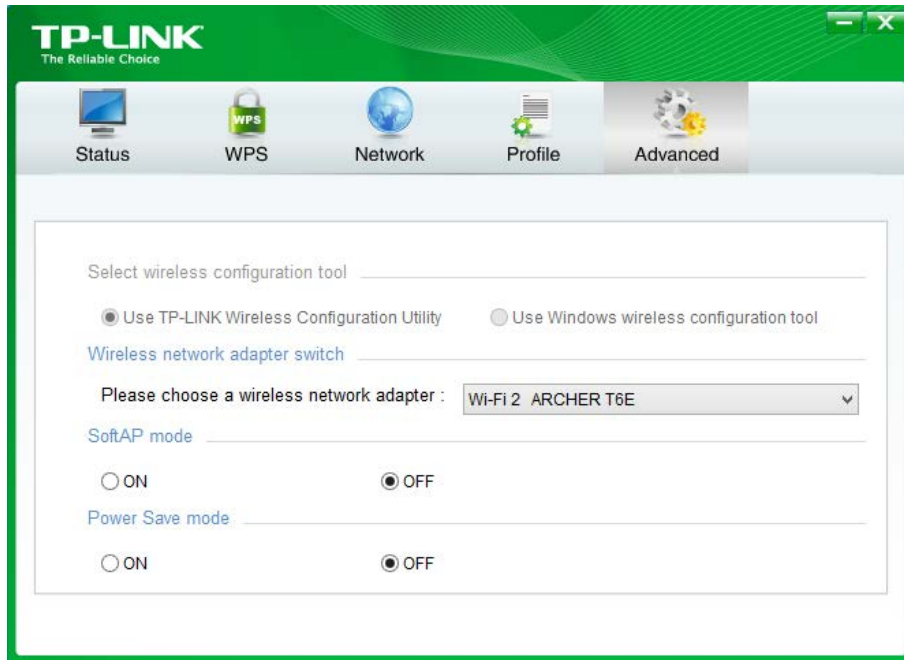 TP-LINK
The Reliable Choice
Status WPS Network Profile Advanced
WPS
Select wireless configuration tool
Use TP-LINK Wireless Configuration Utility Use Windows wireless configuration tool
Wireless network adapter switch
Please choose a wireless network adapter : Wi-Fi 2 ARCHER T6E
SoftAP mode
ON OFF
Power Save mode
ON OFF